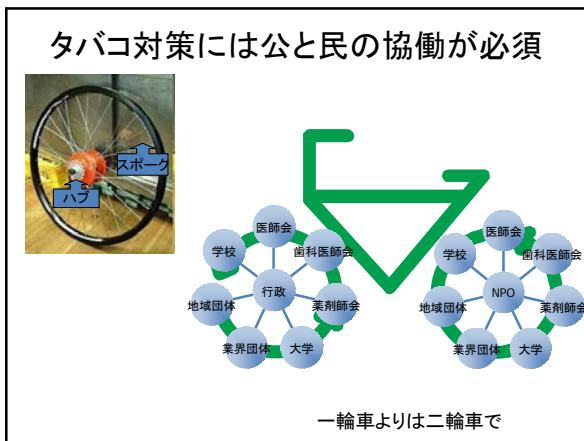 タバコ対策には公と民の協働が必須
スポーク
ハブ
医師会
学校
歯科医師会
行政
地域団体
薬剤師会
業界団体
大学
医師会
学校
歯科医師会
NPO
地域団体
薬剤師会
業界団体
大学
一輪車よりは二輪車で